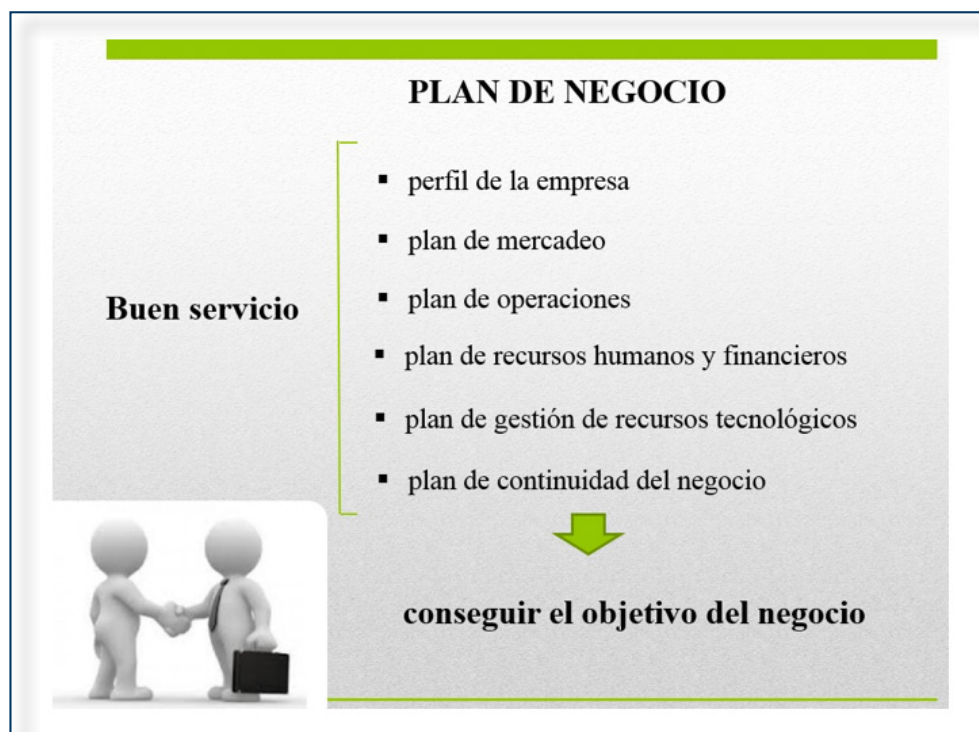 PLAN DE NEGOCIO
Buen servicio
▪ perfil de la empresa
▪ plan de mercadeo
▪ plan de operaciones
▪ plan de recursos humanos y financieros
▪ plan de gestión de recursos tecnológicos
▪ plan de continuidad del negocio
conseguir el objetivo del negocio